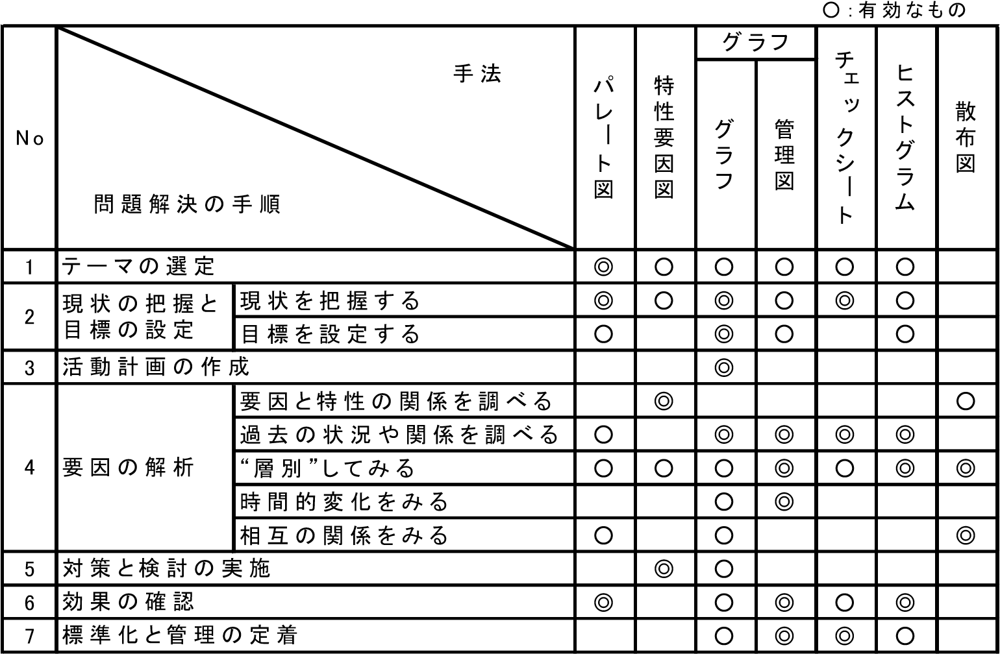 ○:有効なもの
No
手法
問題解決の手順
パレート図
特性要因図
グラフ
グラフ
管理図
チェックシート
ヒストグラム
散布図
1 テーマの選定 ◎ ○ ○ ○ ○ ○
2 現状の把握と目標の設定
現状を把握する ◎ ○ ◎ ○ ◎ ○
目標を設定する ○ ◎ ○ ○
3 活動計画の作成 ◎
4 要因の解析
要因と特性の関係を調べる ◎ ○
過去の状況や関係を調べる ○ ◎ ◎ ◎ ◎
“層別”してみる ○ ○ ○ ◎ ○ ◎ ◎
時間的変化をみる ○ ◎
相互の関係をみる ○ ○ ◎
5 対策と検討の実施 ◎ ○
6 効果の確認 ◎ ○ ◎ ○ ◎
7 標準化と管理の定着 ○ ◎ ◎ ○